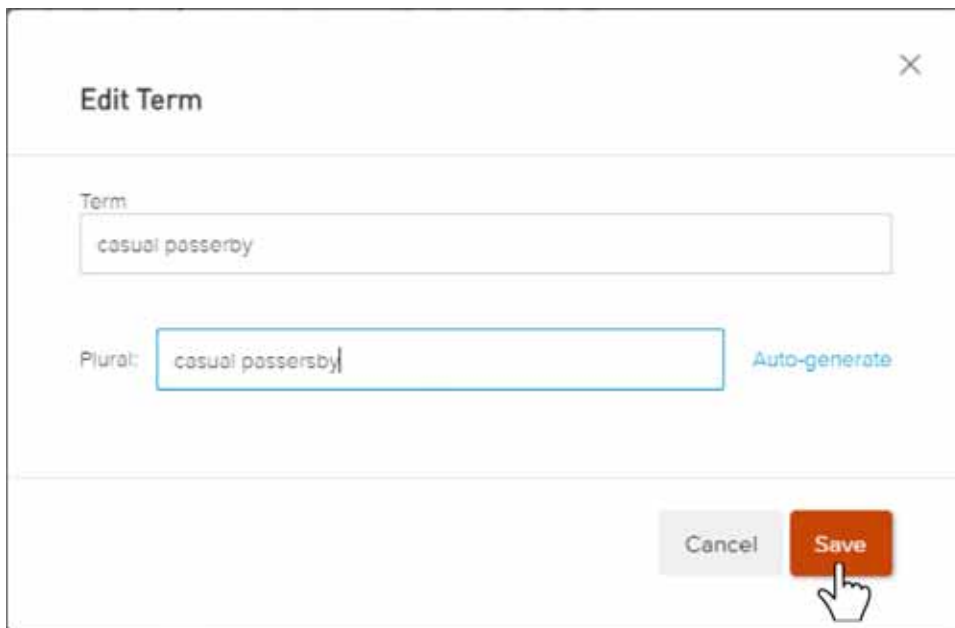 Edit Term
Term
casual passerby
Plural: casual passersby Auto-generate
Cancel Save